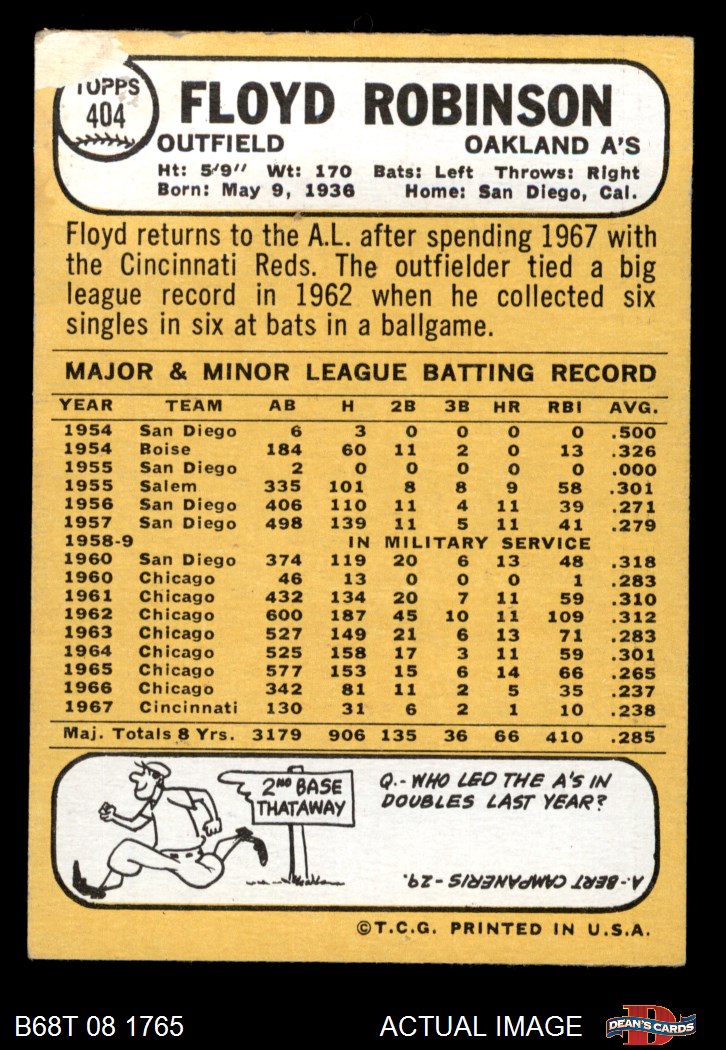 TOPPS
404
FLOYD ROBINSON
OUTFIELD OAKLAND A'S
Ht: 5'9" Wt: 170 Bats: Left Throws: Right
Born: May 9, 1936 Home: San Diego, Cal.
Floyd returns to the A.L. after spending 1967 with
the Cincinnati Reds. The outfielder tied a big
league record in 1962 when he collected six
singles in six at bats in a ballgame.
MAJOR & MINOR LEAGUE BATTING RECORD
YEAR TEAM AB H 2B 3B HR RBI AVG.
1954 San Diego 6 3 0 0 0 0 .500
1954 Boise 184 60 11 2 0 13 .326
1955 San Diego 2 0 0 0 0 0 .000
1955 Salem 335 101 8 8 9 58 .301
1956 San Diego 406 110 11 4 11 39 .271
1957 San Diego 498 139 11 5 11 41 .279
1958-9 IN MILITARY SERVICE
1960 San Diego 374 119 20 6 13 48 .318
1960 Chicago 46 13 0 0 0 1 .283
1961 Chicago 432 134 20 7 11 59 .310
1962 Chicago 600 187 45 10 11 109 .312
1963 Chicago 527 149 21 6 13 71 .283
1964 Chicago 525 158 17 3 11 59 .301
1965 Chicago 577 153 15 6 14 66 .265
1966 Chicago 342 81 11 2 5 35 .237
1967 Cincinnati 130 31 6 2 1 10 .238
Maj. Totals 8 Yrs. 3179 906 135 36 66 410 .285
2ND BASE
THATAWAY
Q.-WHO LED THE A'S IN
DOUBLES LAST YEAR?
A.-BERT CAMPANERIS-29.
©T.C.G. PRINTED IN U.S.A.
B68T 08 1765 ACTUAL IMAGE
D
DEAN'S CARDS